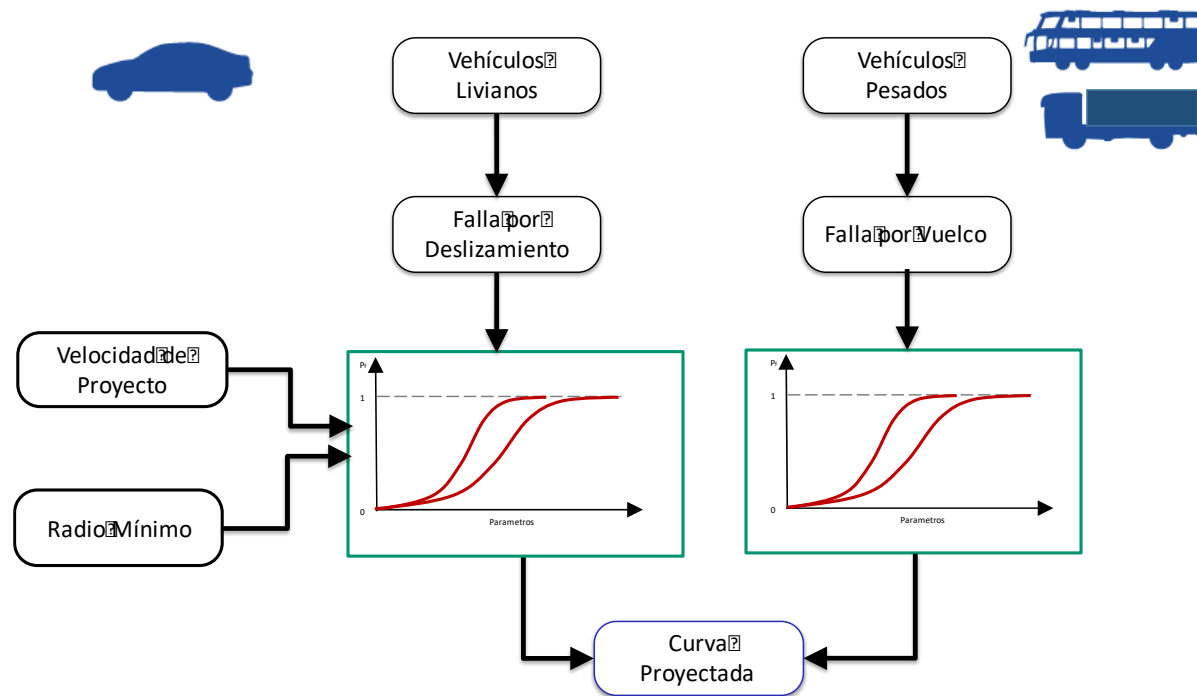 Vehículos
Livianos
Vehículos
Pesados
Falla por
Deslizamiento
Falla por Vuelco
Velocidad de
Proyecto
Radio Mínimo
Pf
1
0
Parametros
Pf
1
0
Parametros
Curva
Proyectada